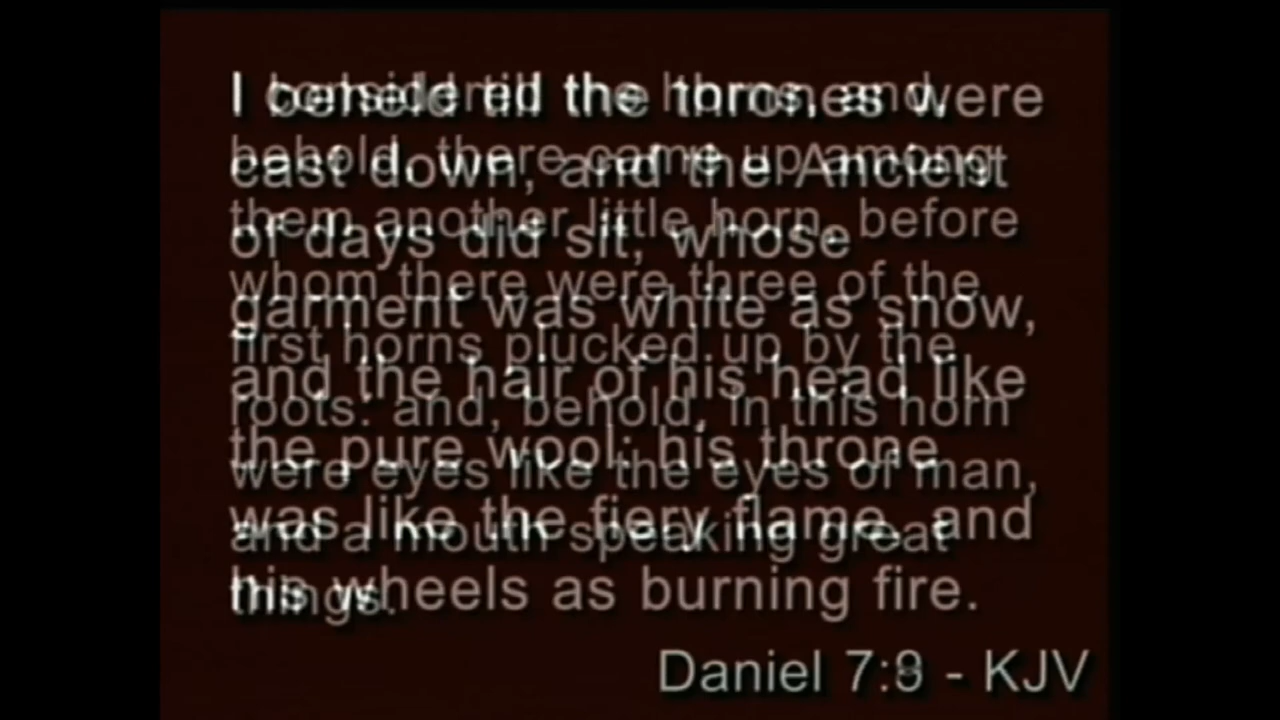 I considered the horns, and,
behold, there came up among
them another little horn, before
whom there were three of the
first horns plucked up by the
roots: and, behold, in this horn
were eyes like the eyes of man,
and a mouth speaking great
things.
Daniel 7:8 - KJV
I beheld till the thrones were
cast down, and the Ancient
of days did sit, whose
garment was white as snow,
and the hair of his head like
the pure wool: his throne
was like the fiery flame, and
his wheels as burning fire.
Daniel 7:9 - KJV